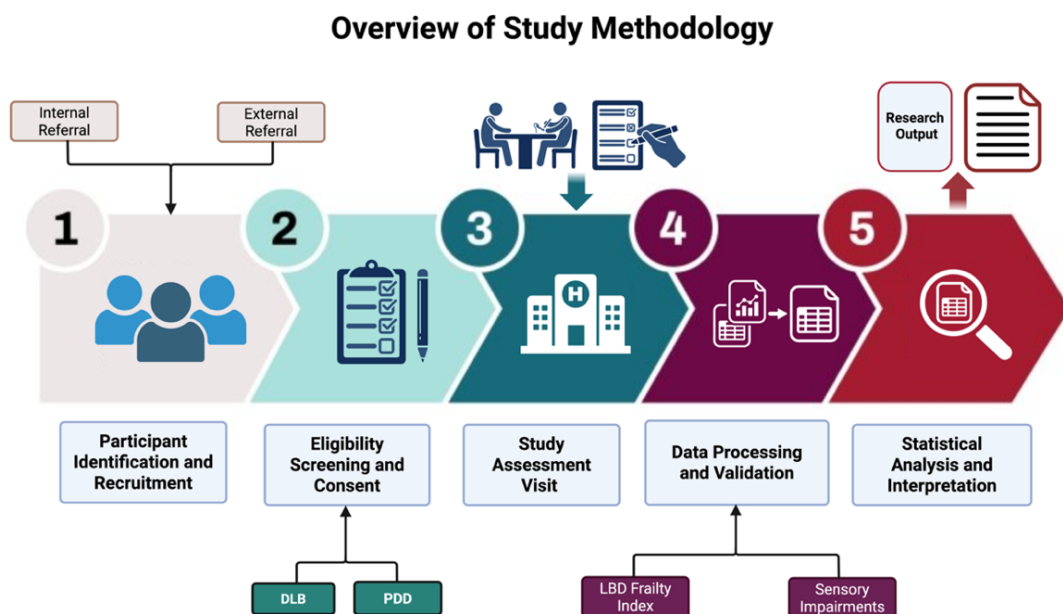 Overview of Study Methodology
Internal
Referral
External
Referral
Research
Output
1
2
3
4
5
H
Participant
Identification and
Recruitment
Eligibility
Screening and
Consent
Study
Assessment
Visit
Data Processing
and Validation
Statistical
Analysis and
Interpretation
DLB
PDD
LBD Frailty
Index
Sensory
Impairments